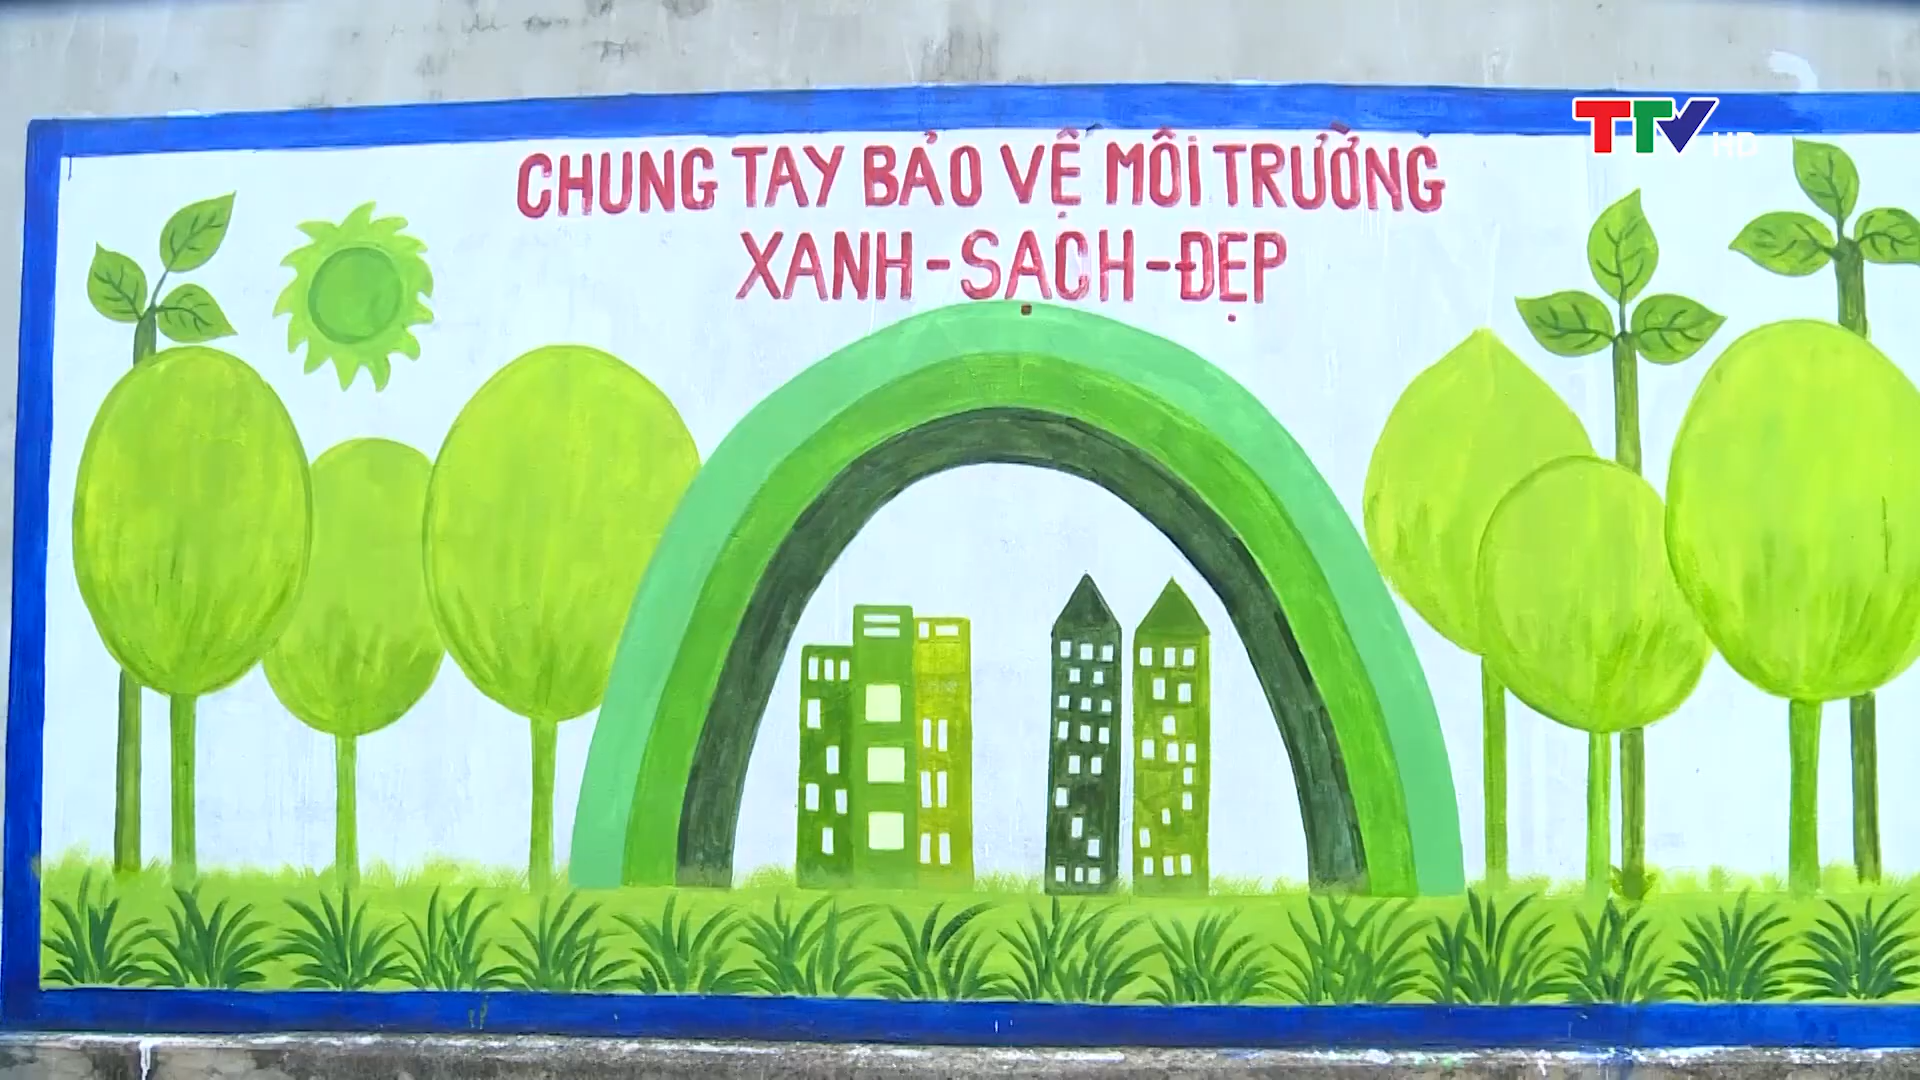 TTV HD
CHUNG TAY BẢO VỆ MÔI TRƯỜNG
XANH-SẠCH-ĐẸP